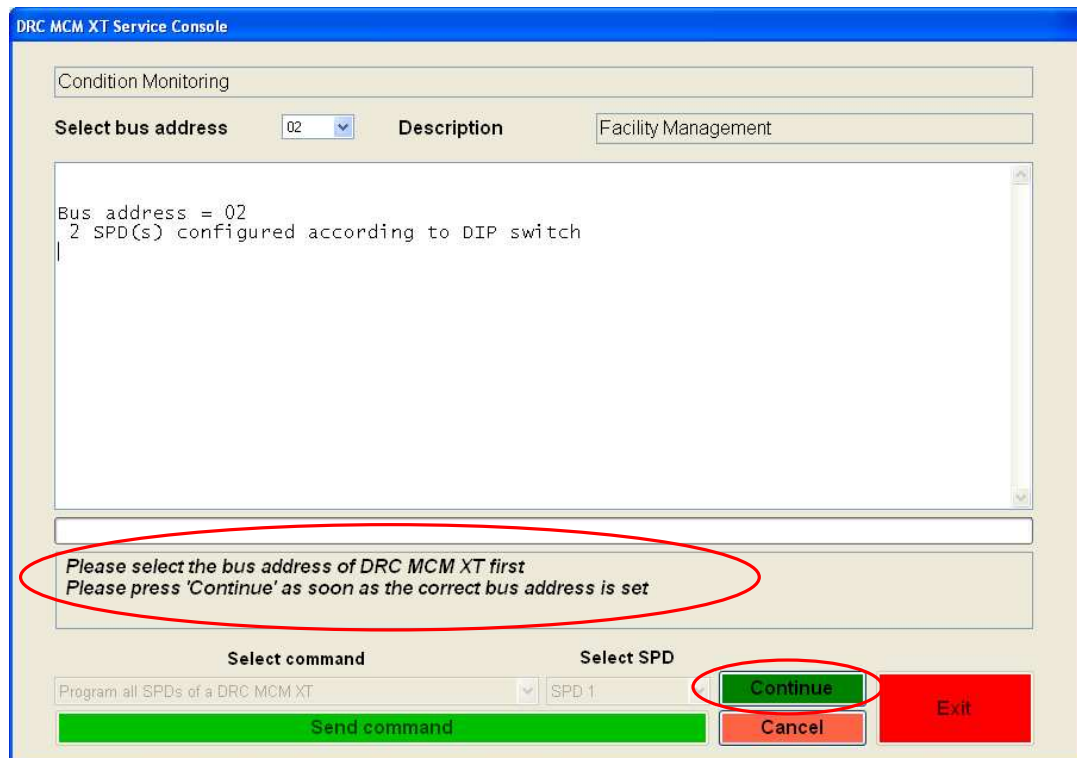 DRC MCM XT Service Console
Condition Monitoring
Select bus address 02 Description Facility Management
Bus address = 02
2 SPD(s) configured according to DIP switch
Please select the bus address of DRC MCM XT first
Please press 'Continue' as soon as the correct bus address is set
Select command Select SPD
Program all SPDs of a DRC MCM XT SPD 1 Continue Exit
Send command Cancel